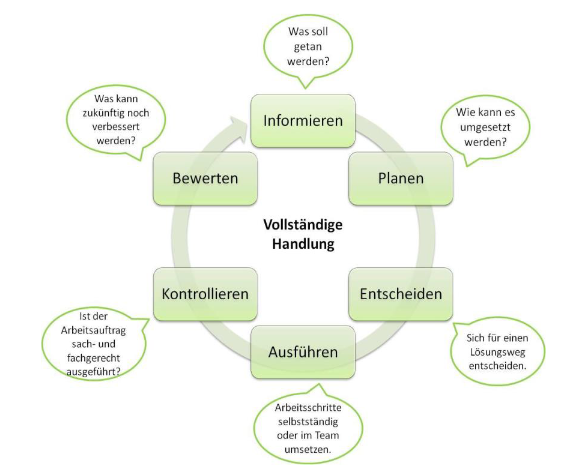 Was soll
getan
werden?
Informieren
Wie kann es
umgesetzt
werden?
Planen
Sich für einen
Lösungsweg
entscheiden.
Entscheiden
Arbeitsschritte
selbstständig
oder im Team
umsetzen.
Ausführen
Ist der
Arbeitsauftrag
sach- und
fachgerecht
ausgeführt?
Kontrollieren
Was kann
zukünftig noch
verbessert
werden?
Bewerten
Vollständige
Handlung